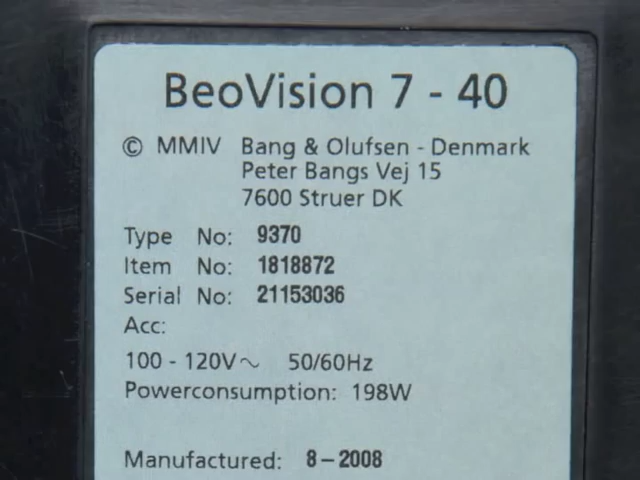 BeoVision 7 - 40
© MMIV Bang & Olufsen - Denmark
Peter Bangs Vej 15
7600 Struer DK
Type No: 9370
Item No: 1818872
Serial No: 21153036
Acc:
100 - 120V~ 50/60Hz
Powerconsumption: 198W
Manufactured: 8-2008